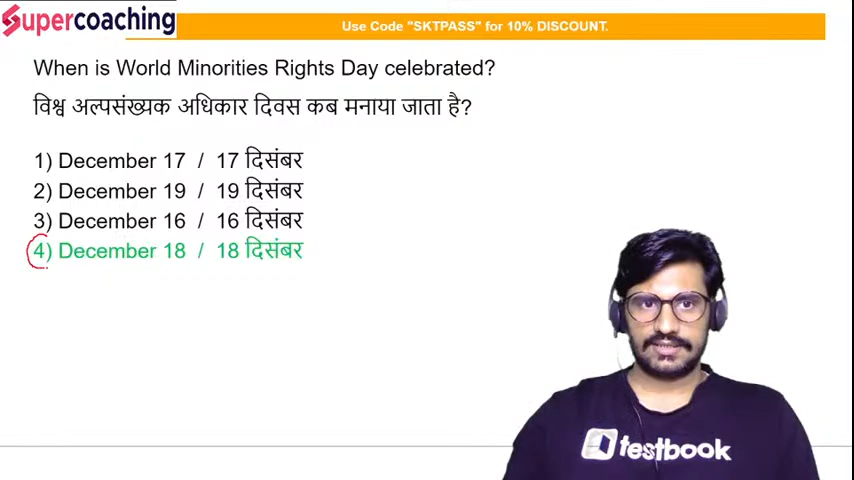 Supercoaching
Use Code "SKTPASS" for 10% DISCOUNT.
When is World Minorities Rights Day celebrated?
विश्व अल्पसंख्यक अधिकार दिवस कब मनाया जाता है?
1) December 17 / 17 दिसंबर
2) December 19 / 19 दिसंबर
3) December 16 / 16 दिसंबर
4) December 18 / 18 दिसंबर
testbook